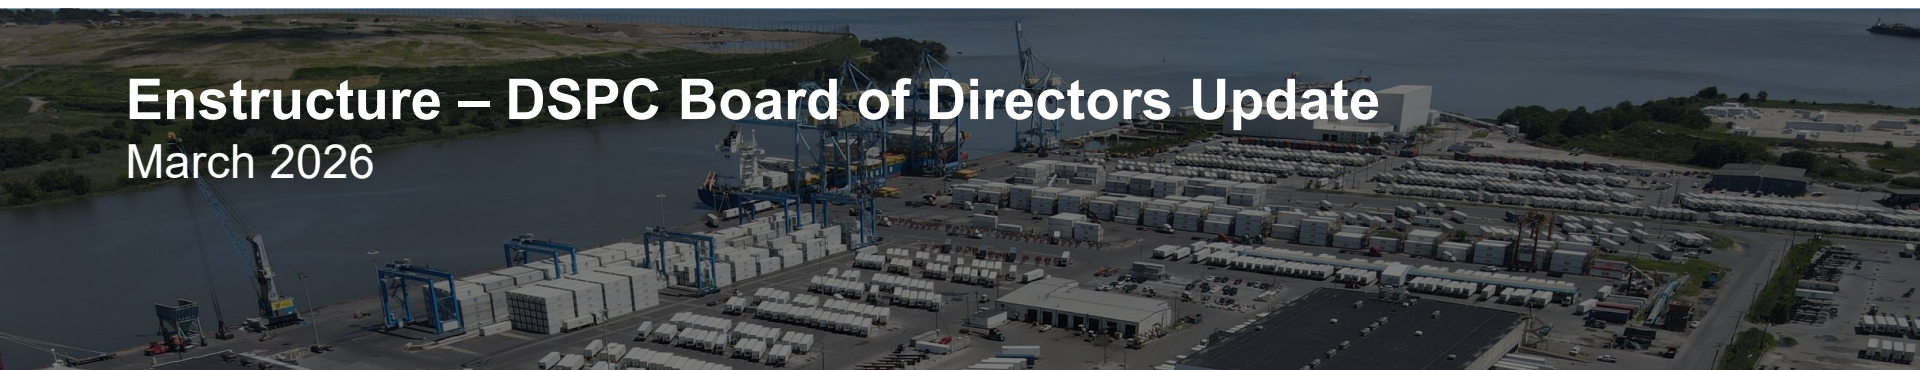 Enstructure – DSPC Board of Directors Update
March 2026